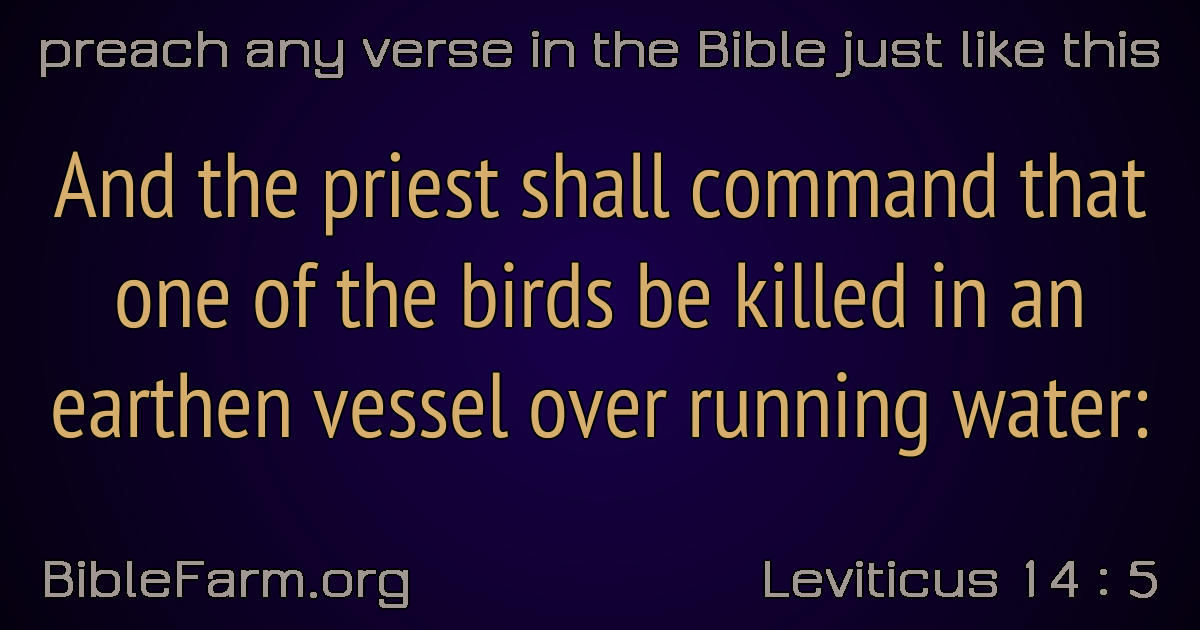 preach any verse in the Bible just like this
And the priest shall command that
one of the birds be killed in an
earthen vessel over running water:
BibleFarm.org
Leviticus 14 : 5